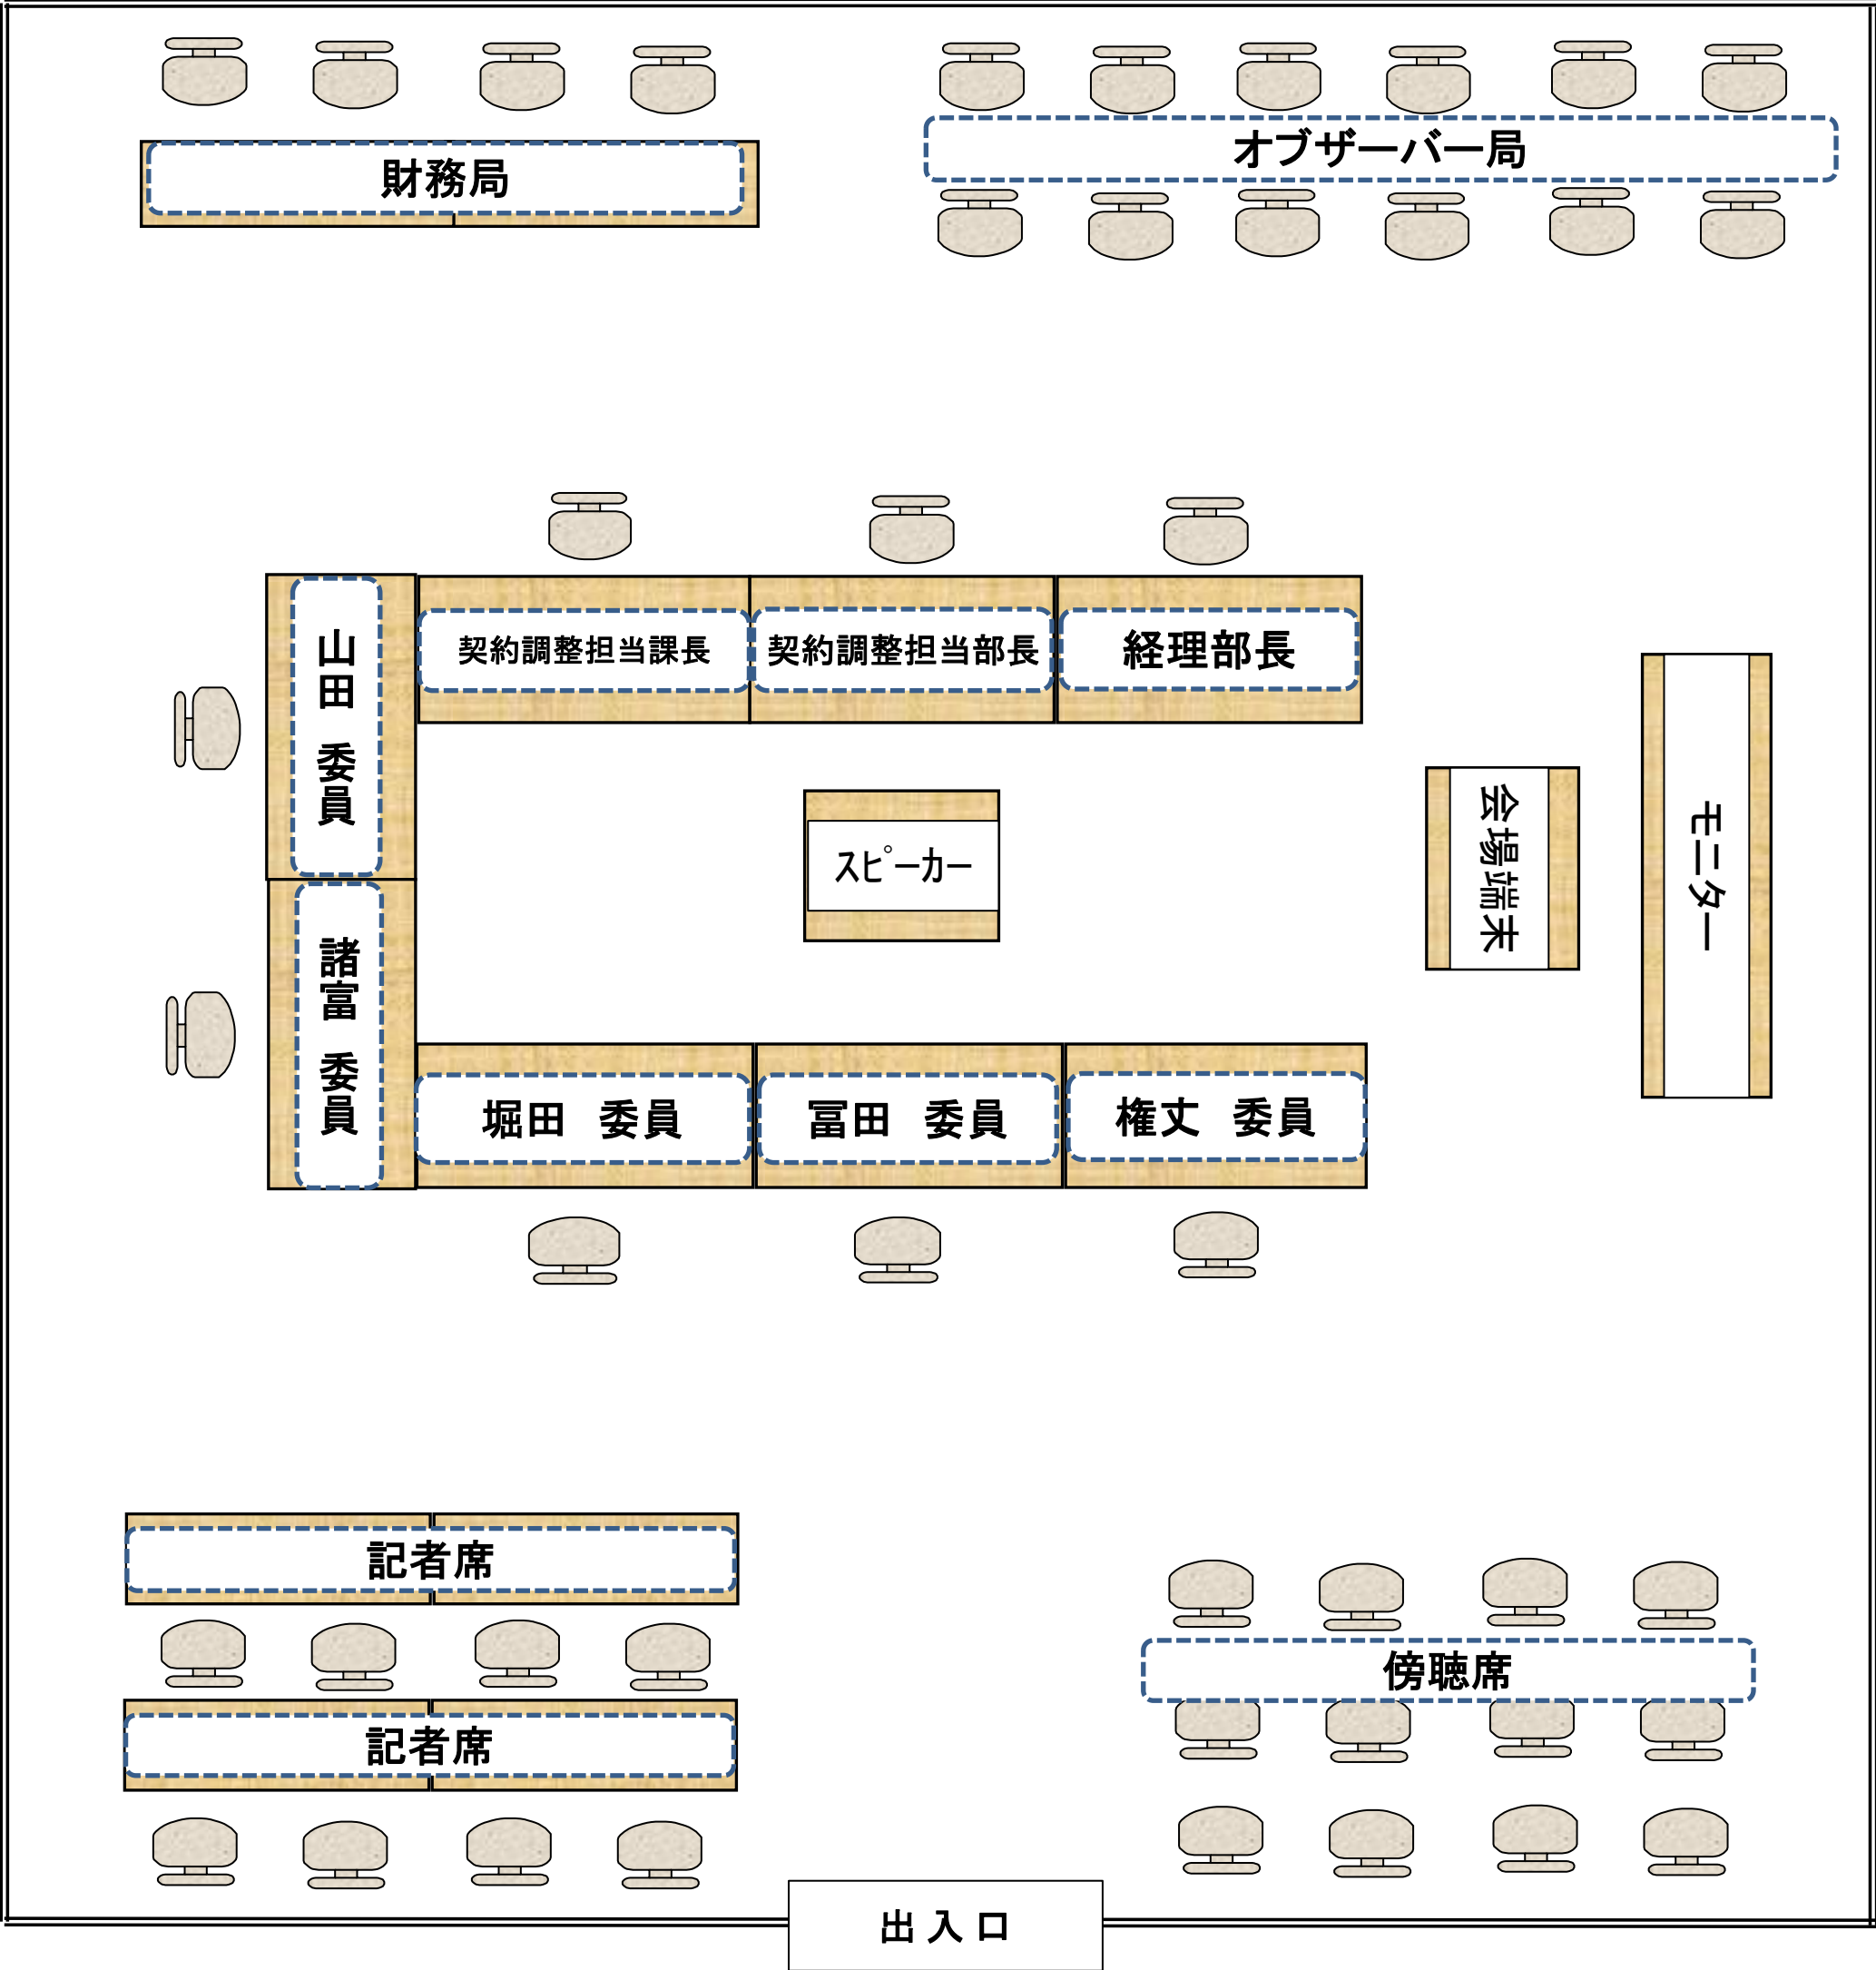 財務局
オブザーバー局
契約調整担当課長
契約調整担当部長
経理部長
山田　委員
諸富　委員
スピーカー
会場端末
モニター
堀田　委員
冨田　委員
権丈　委員
記者席
記者席
傍聴席
出 入 口